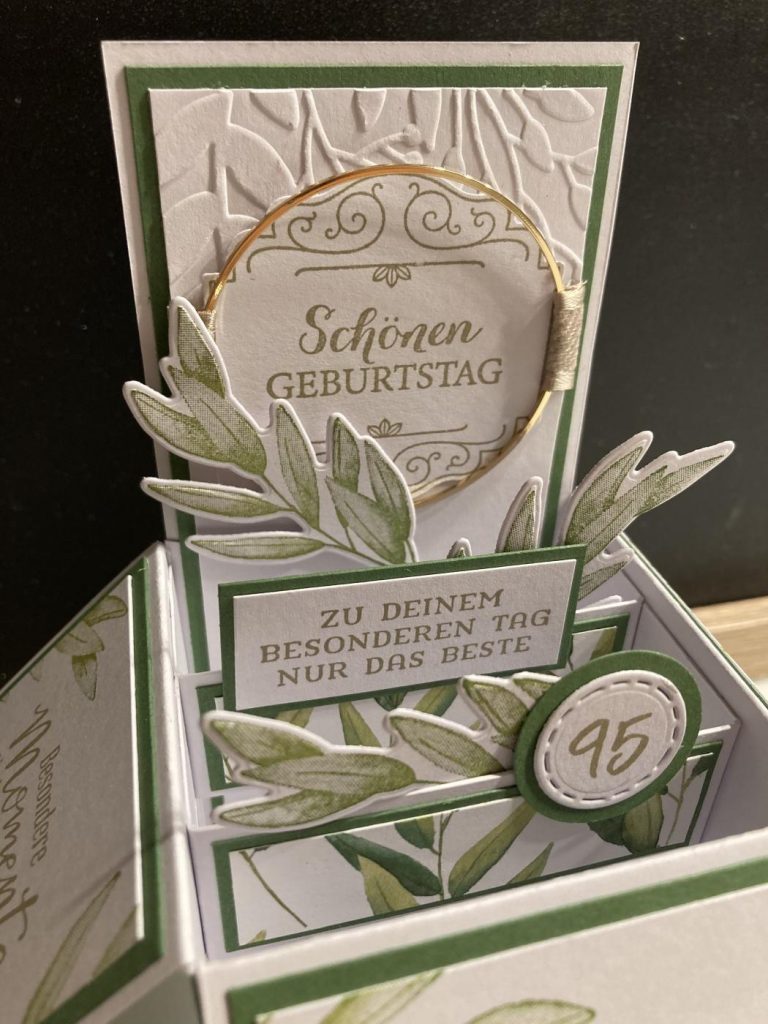 Schönen
GEBURTSTAG
ZU DEINEM
BESONDEREN TAG
NUR DAS BESTE
95
Besondere